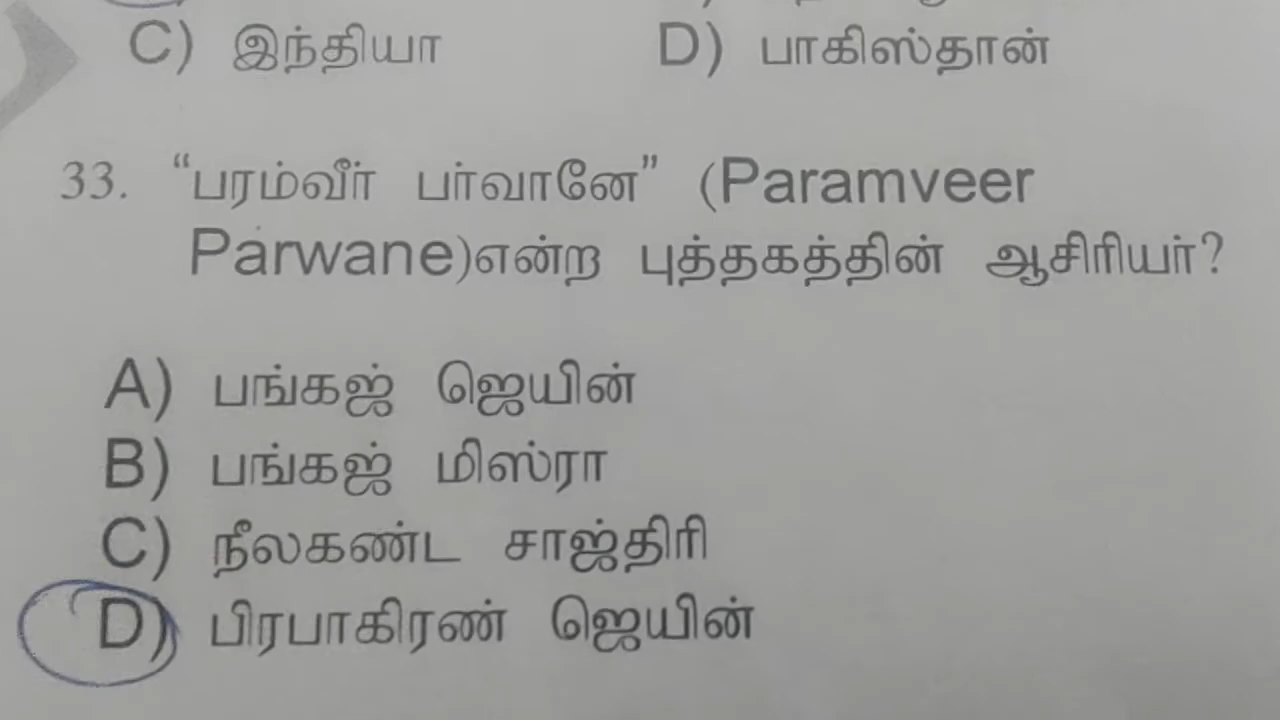 C) இந்தியா D) பாகிஸ்தான்
33. “பரம்வீர் பர்வானே” (Paramveer
Parwane)என்ற புத்தகத்தின் ஆசிரியர்?
A) பங்கஜ் ஜெயின்
B) பங்கஜ் மிஸ்ரா
C) நீலகண்ட சாஜ்திரி
D) பிரபாகிரண் ஜெயின்